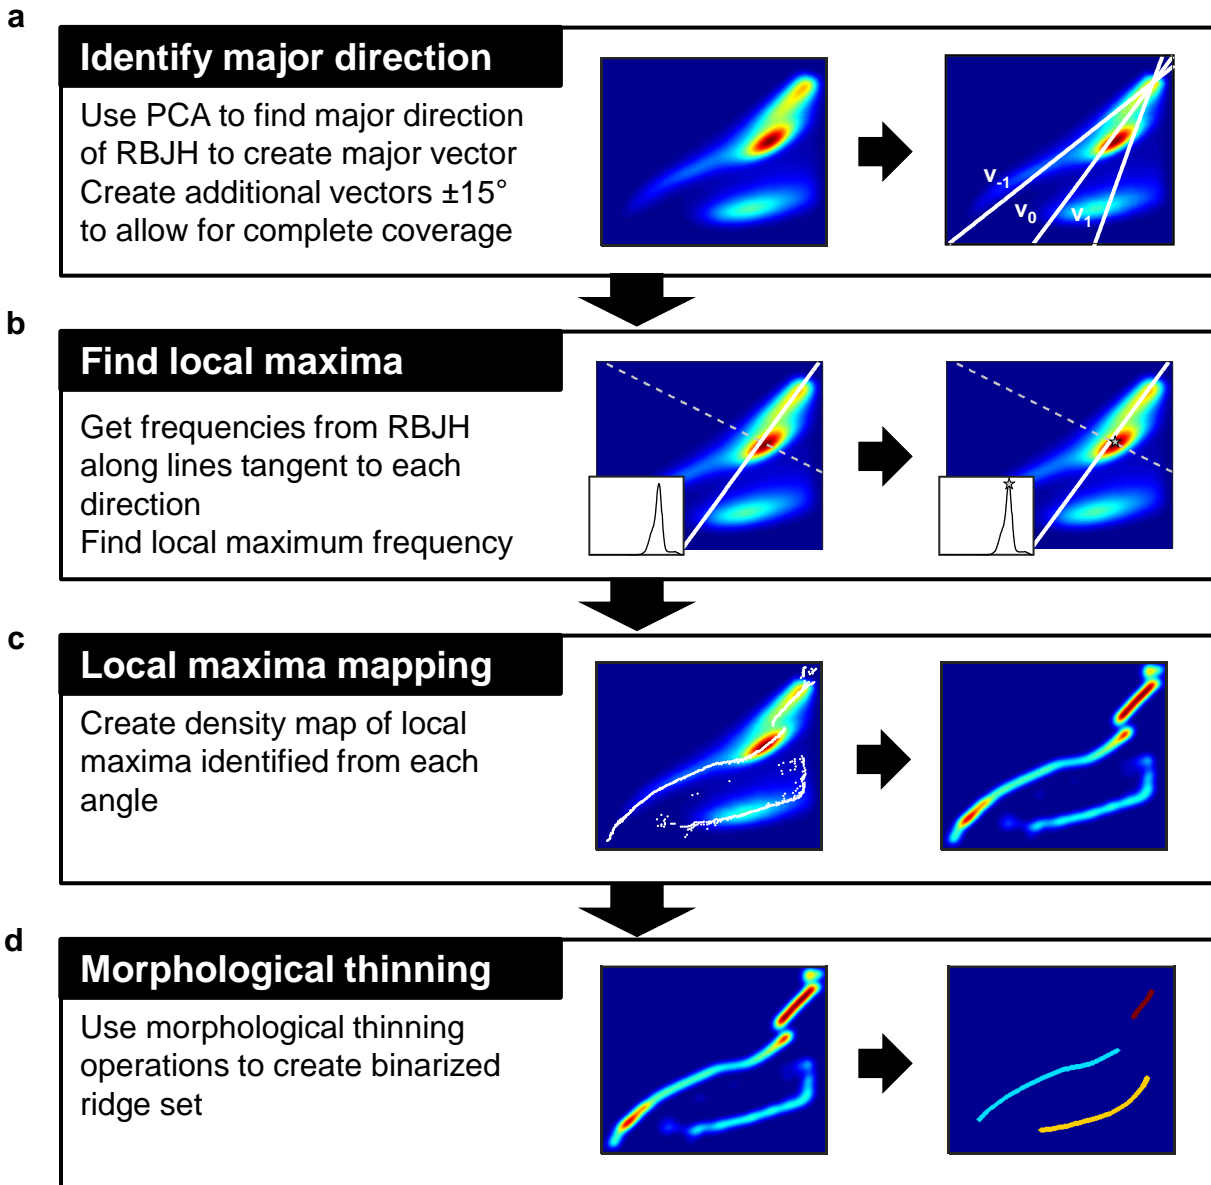 a
Identify major direction
Use PCA to find major direction
of RBJH to create major vector
Create additional vectors ±15°
to allow for complete coverage
v-1
v0
v1
b
Find local maxima
Get frequencies from RBJH
along lines tangent to each
direction
Find local maximum frequency
c
Local maxima mapping
Create density map of local
maxima identified from each
angle
d
Morphological thinning
Use morphological thinning
operations to create binarized
ridge set